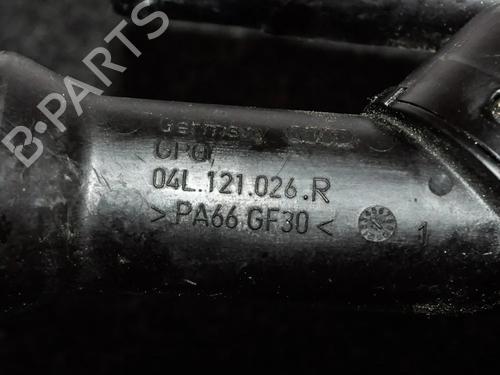 B-PARTS
Germany
CPQ,
04L.121.026.R
>PA66 GF30<
1